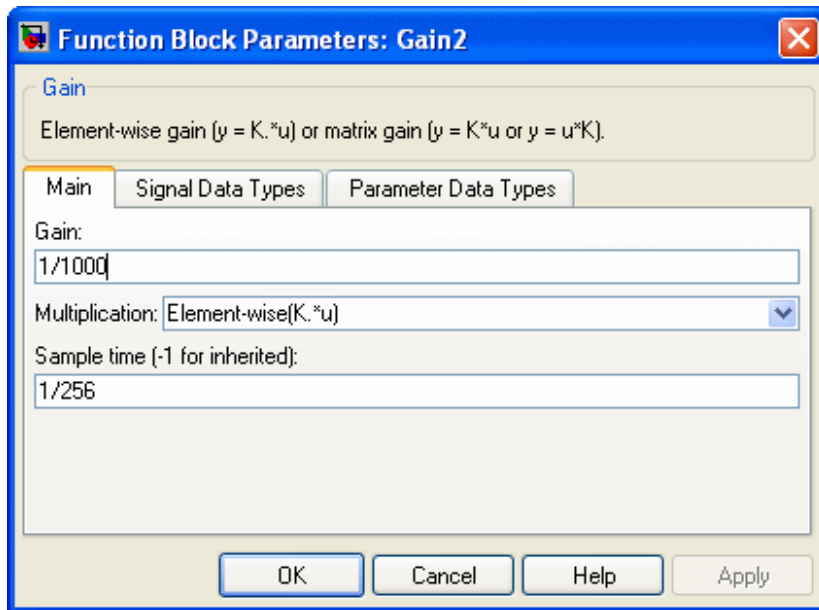 Function Block Parameters: Gain2
Gain
Element-wise gain (y = K.*u) or matrix gain (y = K*u or y = u*K).
Main Signal Data Types Parameter Data Types
Gain:
1/1000
Multiplication: Element-wise(K.*u)
Sample time (-1 for inherited):
1/256
OK Cancel Help Apply